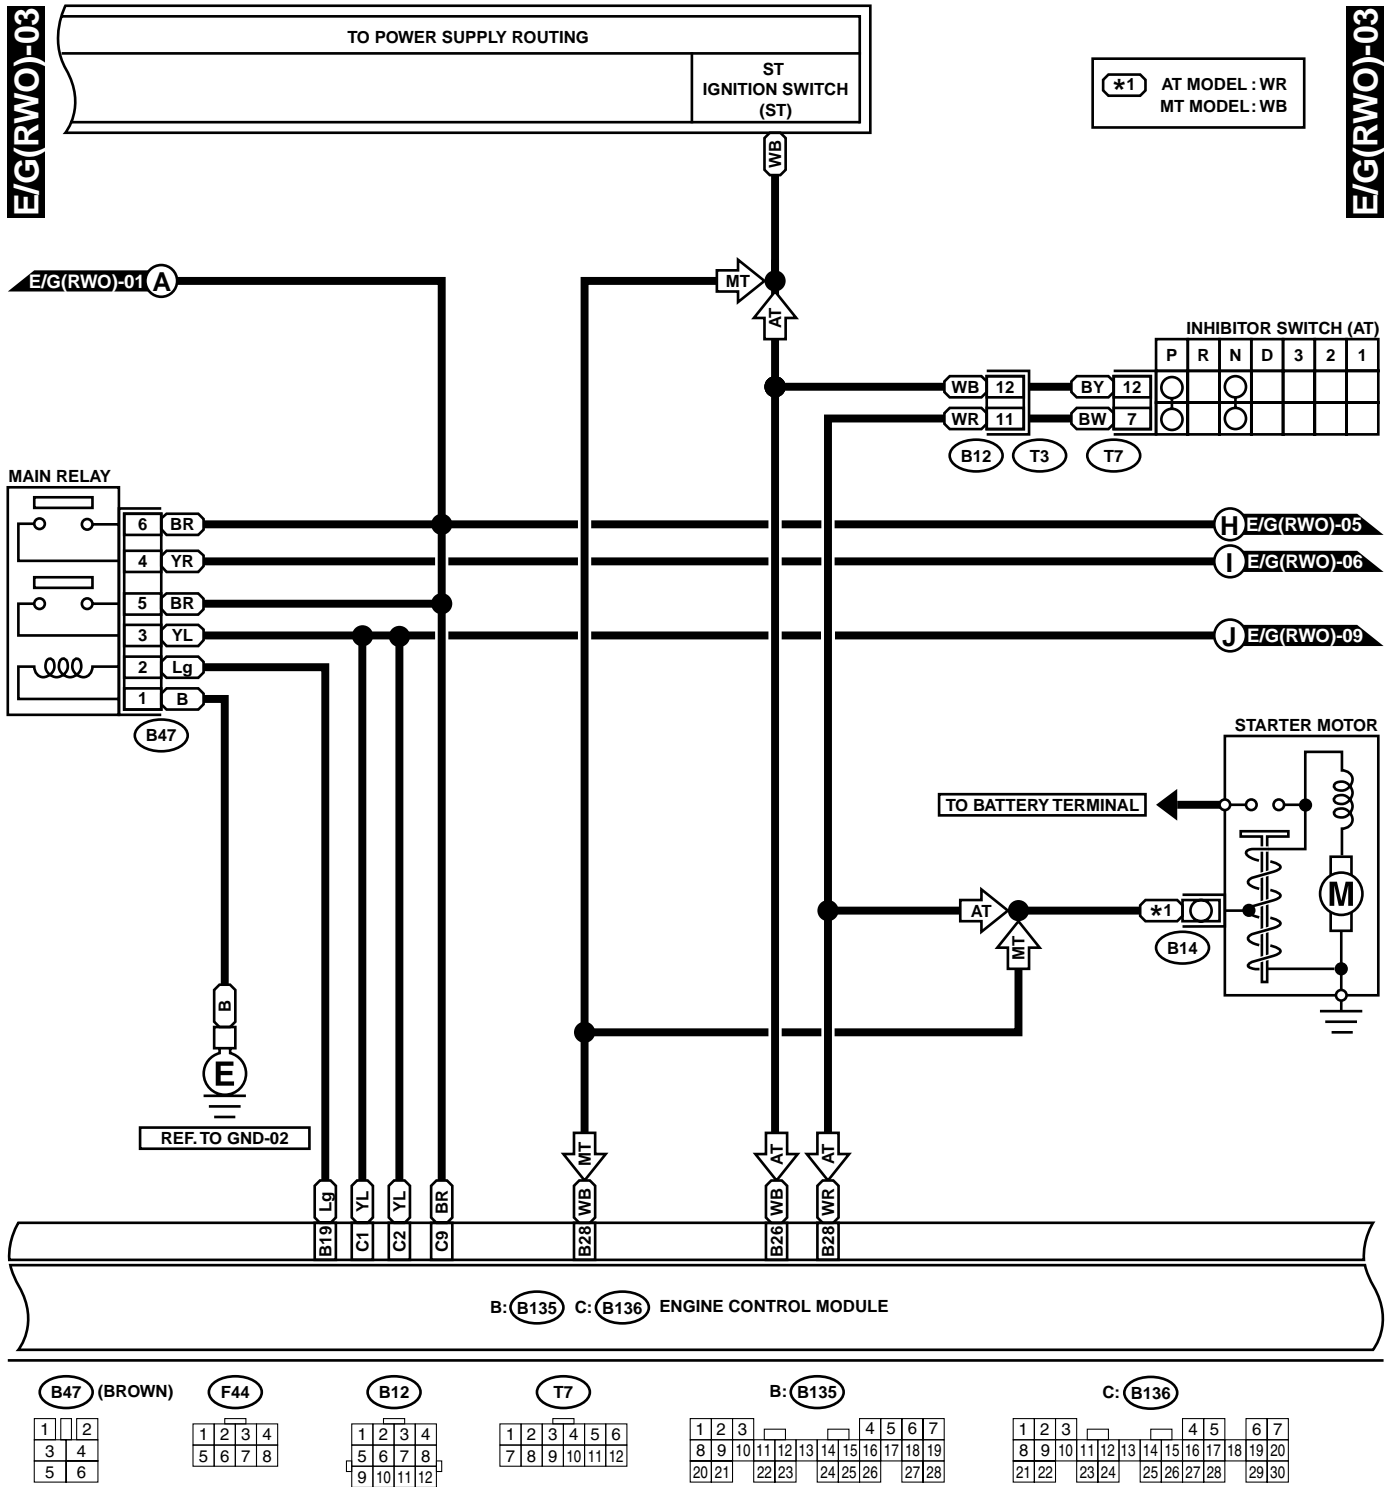 E/G(RWO)-03
E/G(RWO)-03
TO POWER SUPPLY ROUTING
ST
IGNITION SWITCH
(ST)
*1 AT MODEL : WR
MT MODEL : WB
WB
E/G(RWO)-01 A
MT
AT
INHIBITOR SWITCH (AT)
P R N D 3 2 1
WB 12 BY 12
WR 11 BW 7
B12 T3 T7
MAIN RELAY
6 BR
H E/G(RWO)-05
4 YR
I E/G(RWO)-06
5 BR
3 YL
J E/G(RWO)-09
2 Lg
1 B
B47
STARTER MOTOR
TO BATTERY TERMINAL
M
AT
*1
MT
B14
B
E
REF. TO GND-02
MT AT AT
Lg YL YL BR WB WB WR
B19 C1 C2 C9 B28 B26 B28
B: B135 C: B136 ENGINE CONTROL MODULE
B47 (BROWN)
1 2
3 4
5 6
F44
1 2 3 4
5 6 7 8
B12
1 2 3 4
5 6 7 8
9 10 11 12
T7
1 2 3 4 5 6
7 8 9 10 11 12
B: B135
1 2 3 4 5 6 7
8 9 10 11 12 13 14 15 16 17 18 19
20 21 22 23 24 25 26 27 28
C: B136
1 2 3 4 5 6 7
8 9 10 11 12 13 14 15 16 17 18 19 20
21 22 23 24 25 26 27 28 29 30